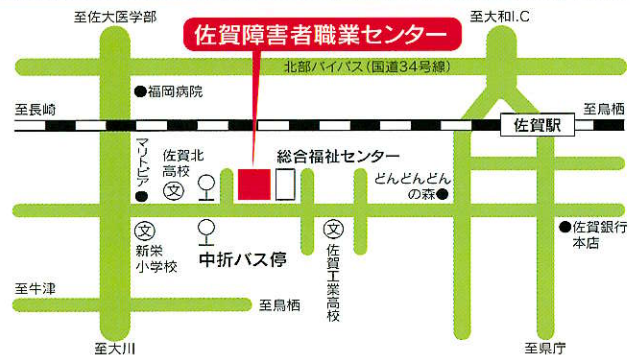 至佐大医学部
至大和I.C
佐賀障害者職業センター
北部バイパス(国道34号線)
福岡病院
至長崎
至鳥栖
佐賀駅
マリトピア
佐賀北
高校
文
総合福祉センター
どんどんどん
の森
文
新栄
小学校
中折バス停
文
佐賀工業高校
佐賀銀行
本店
至牛津
至鳥栖
至大川
至県庁